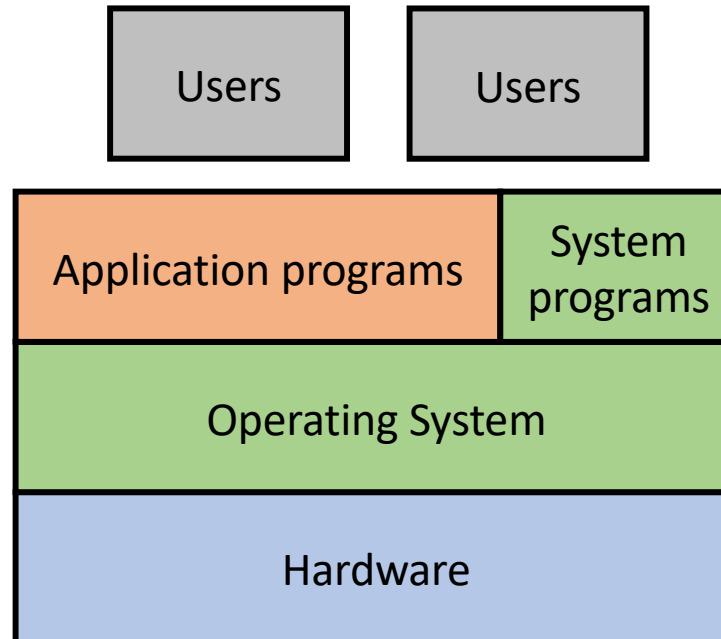 Users
Users
Application programs
System
programs
Operating System
Hardware